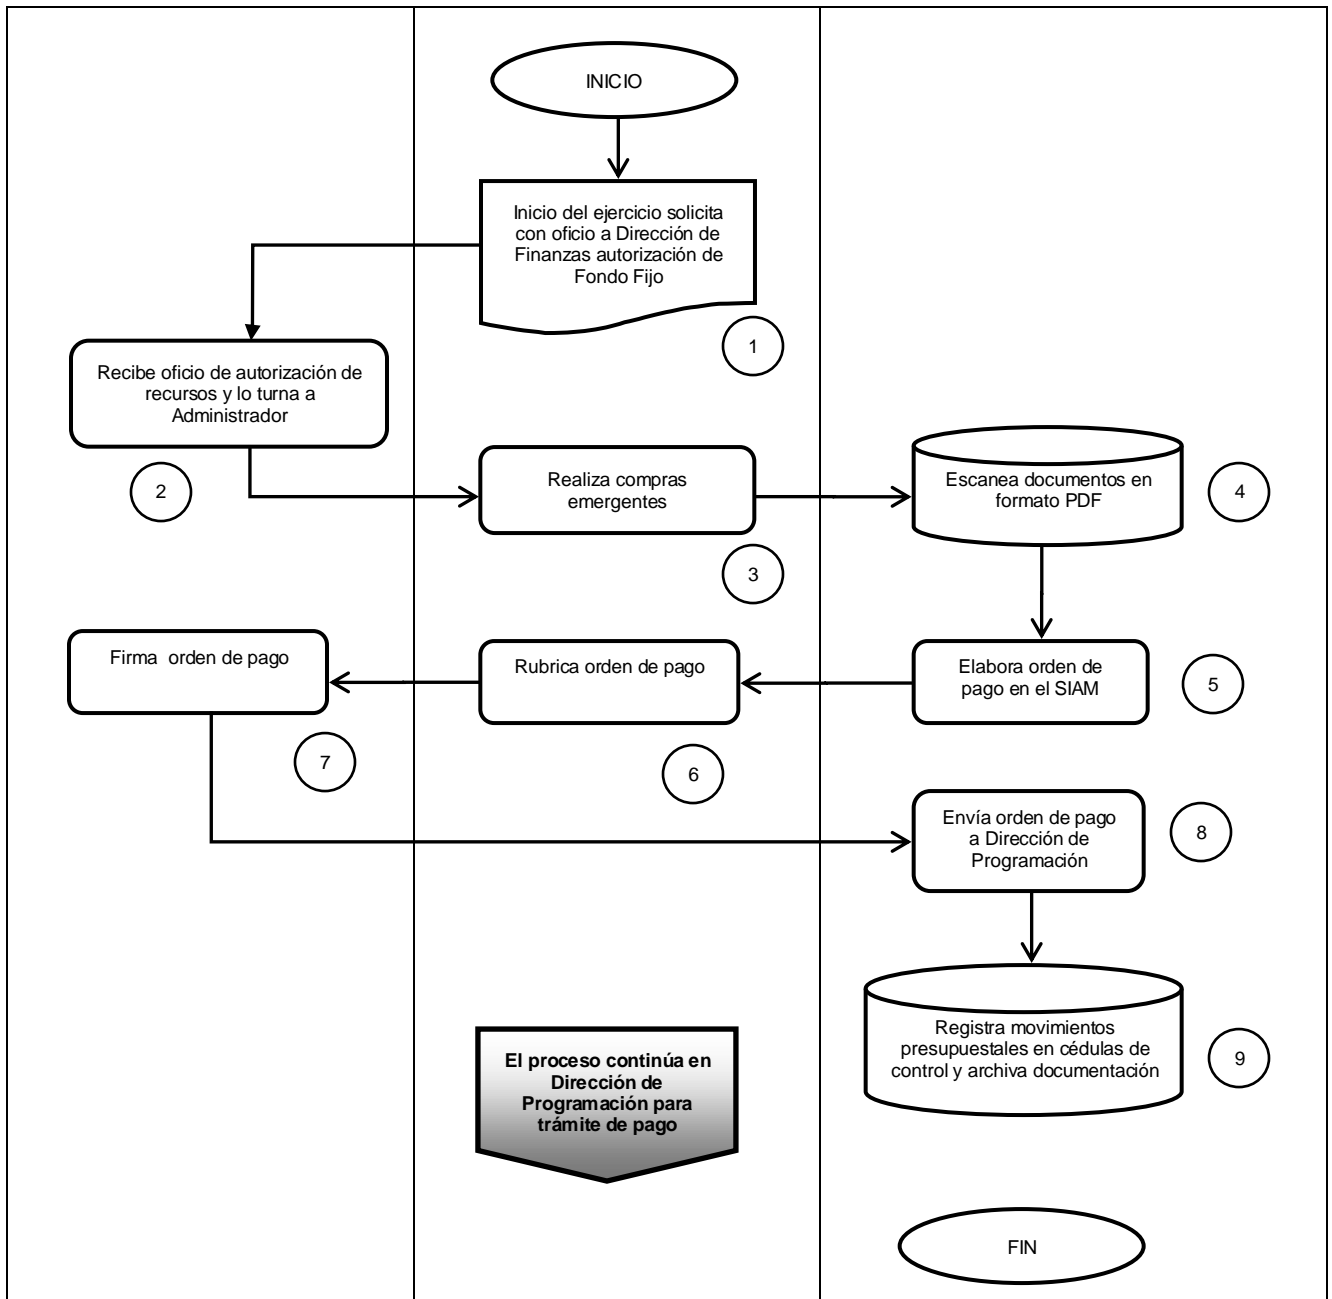 INICIO
Inicio del ejercicio solicita
con oficio a Dirección de
Finanzas autorización de
Fondo Fijo
1
Recibe oficio de autorización de
recursos y lo turna a
Administrador
2
Realiza compras
emergentes
3
Escanea documentos en
formato PDF
4
Elabora orden de
pago en el SIAM
5
Rubrica orden de pago
6
Firma orden de pago
7
Envía orden de pago
a Dirección de
Programación
8
Registra movimientos
presupuestales en cédulas de
control y archiva documentación
9
El proceso continúa en
Dirección de
Programación para
trámite de pago
FIN